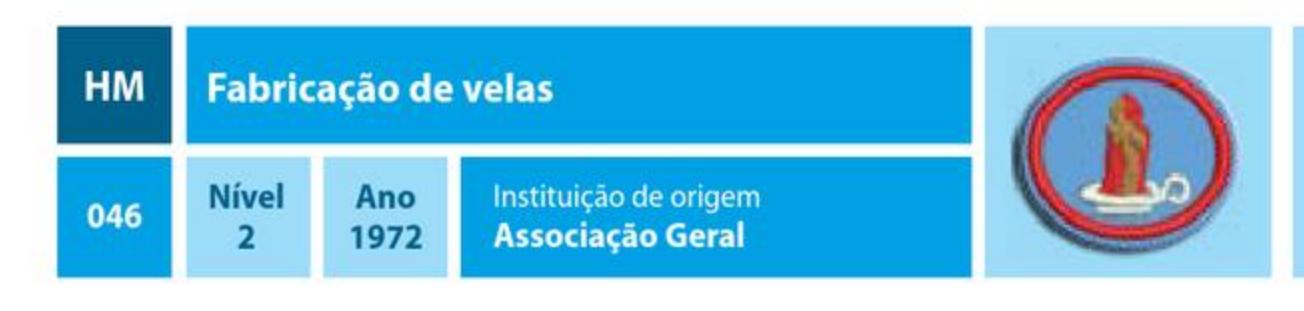 HM
Fabricação de velas
046
Nível
2
Ano
1972
Instituição de origem
Associação Geral